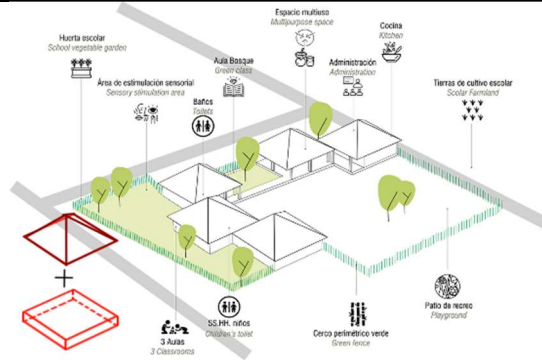 Espacio multiuso
Multipurpose space
Cocina
Kitchen
Huerta escolar
School vegetable garden
Aula Bosque
Green class
Administración
Administration
Área de estimulación sensorial
Sensory stimulation area
Tierras de cultivo escolar
Scolar Farmland
Baños
Toilets
3 Aulas
3 Classrooms
SS.HH. niños
Children's toilet
Cerco perimétrico verde
Green fence
Patio de recreo
Playground